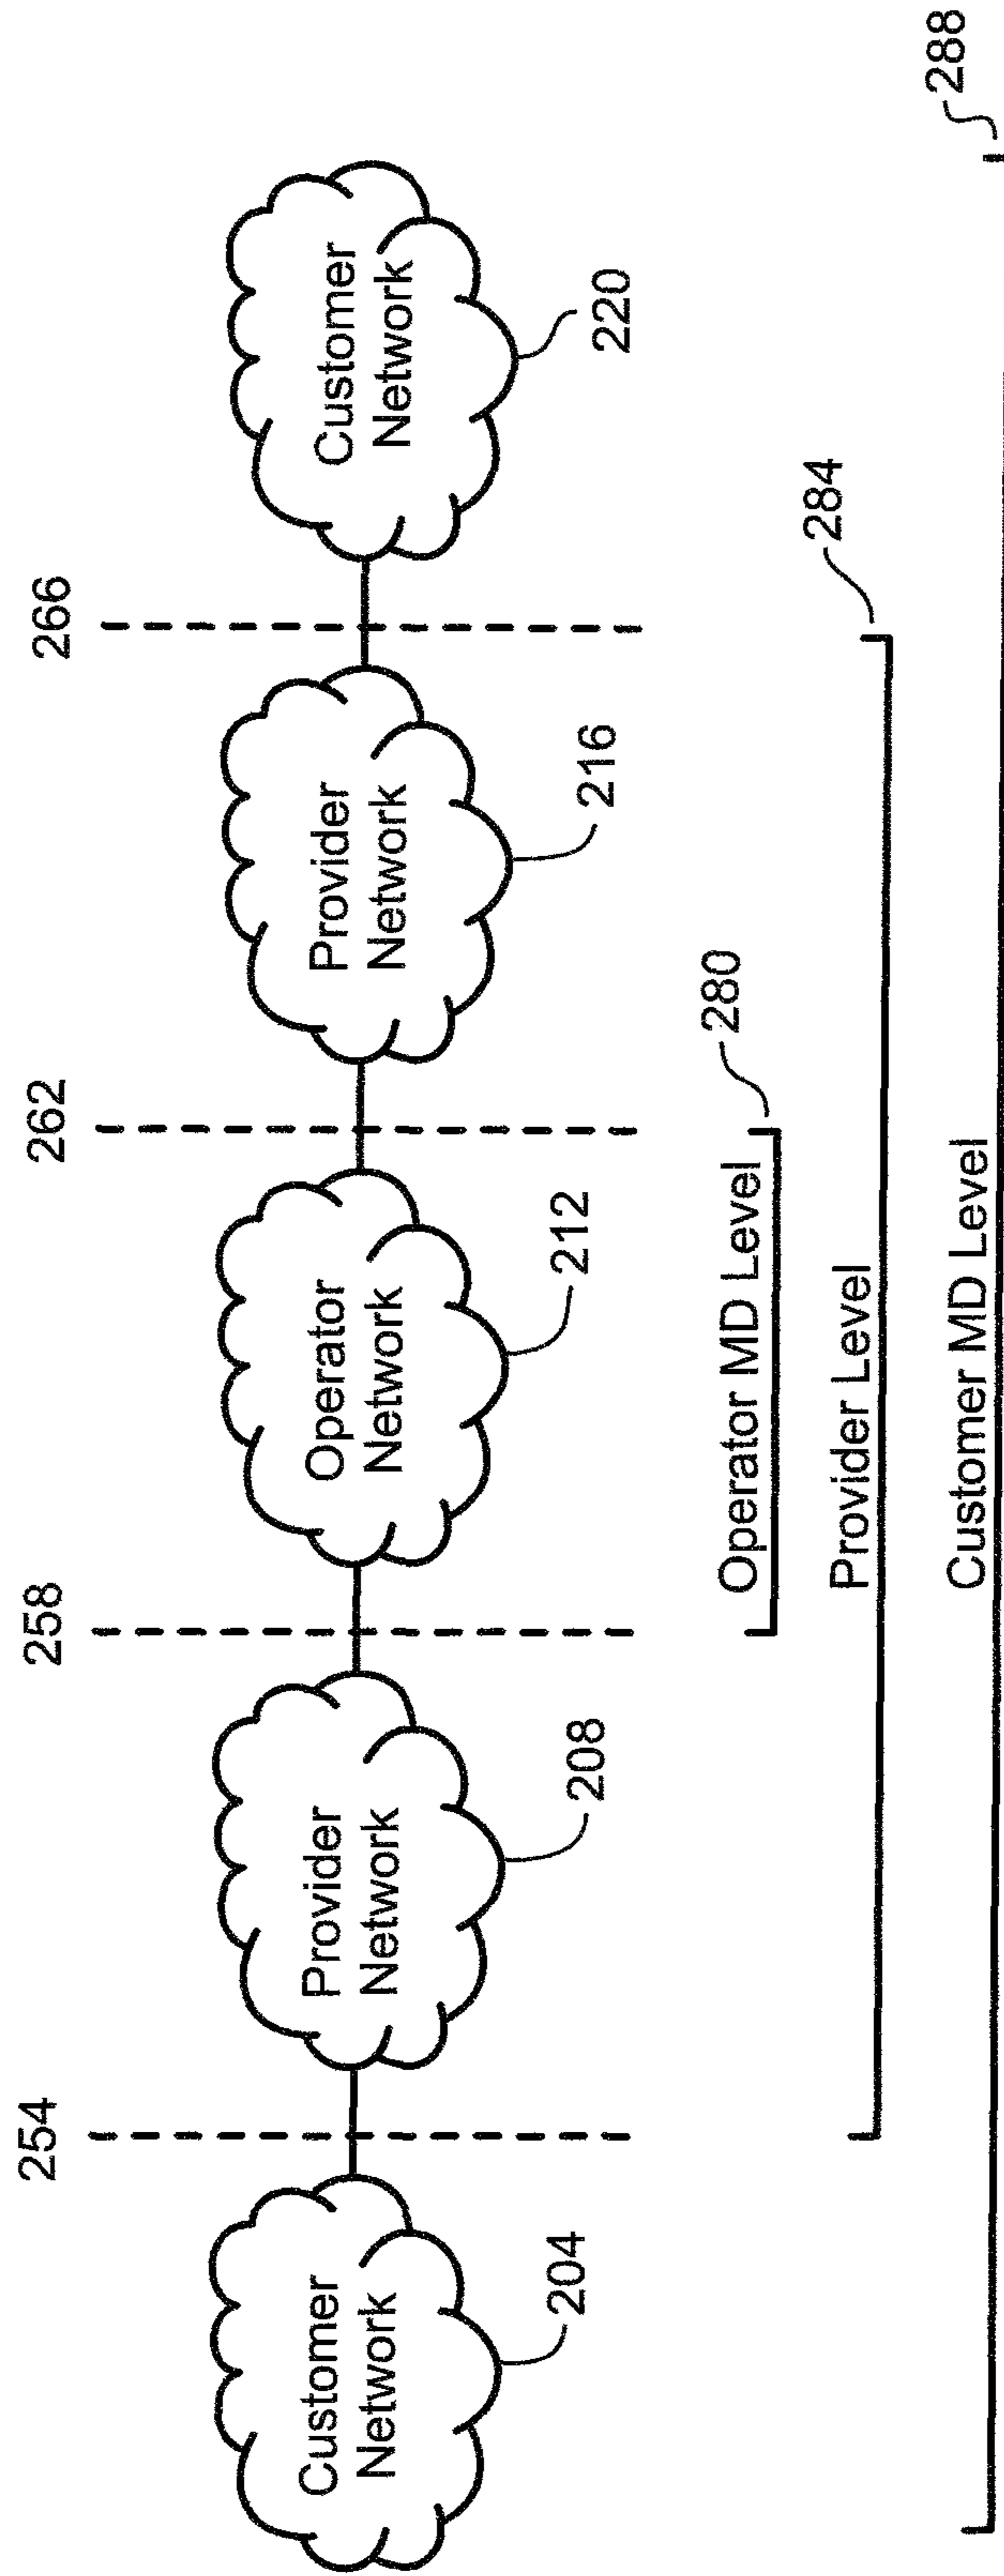 254
258
262
266
Customer
Network
Provider
Network
Operator
Network
Provider
Network
Customer
Network
204
208
212
216
220
Operator MD Level
280
Provider Level
284
Customer MD Level
288